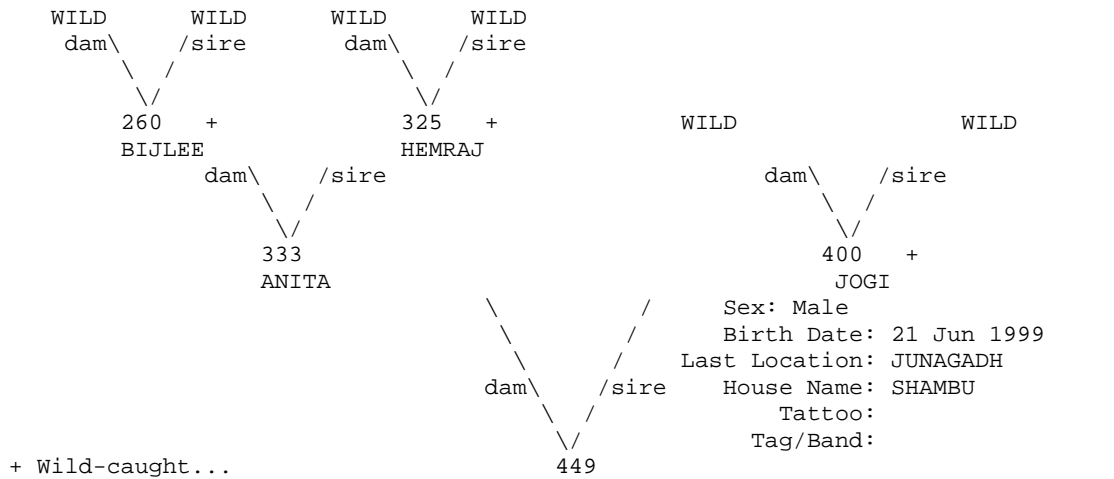 WILD WILD WILD WILD
dam\ /sire dam\ /sire
\ / \ /
\/ \/
260 + 325 + WILD WILD
BIJLEE HEMRAJ
dam\ /sire dam\ /sire
\ / \ /
\/ \/
333 400 +
ANITA JOGI
\ / Sex: Male
\ / Birth Date: 21 Jun 1999
\ / Last Location: JUNAGADH
dam\ /sire House Name: SHAMBU
\ / Tattoo:
\/ Tag/Band:
+ Wild-caught... 449